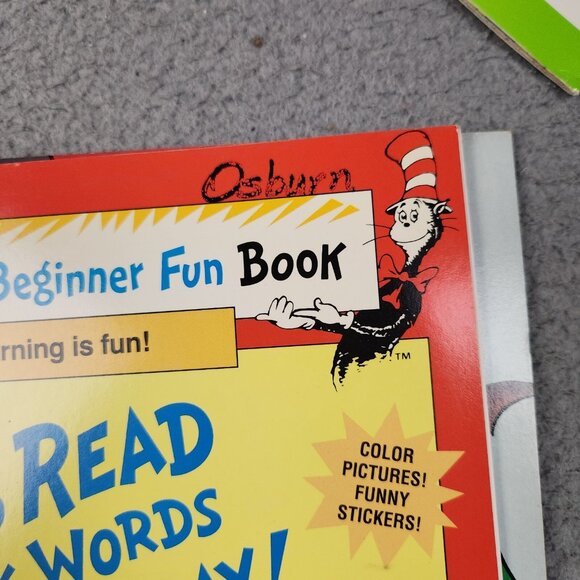 Osburn
Beginner Fun BOOK
rning is fun!
TM
READ
COLOR
PICTURES!
FUNNY
STICKERS!
WORDS
Y!